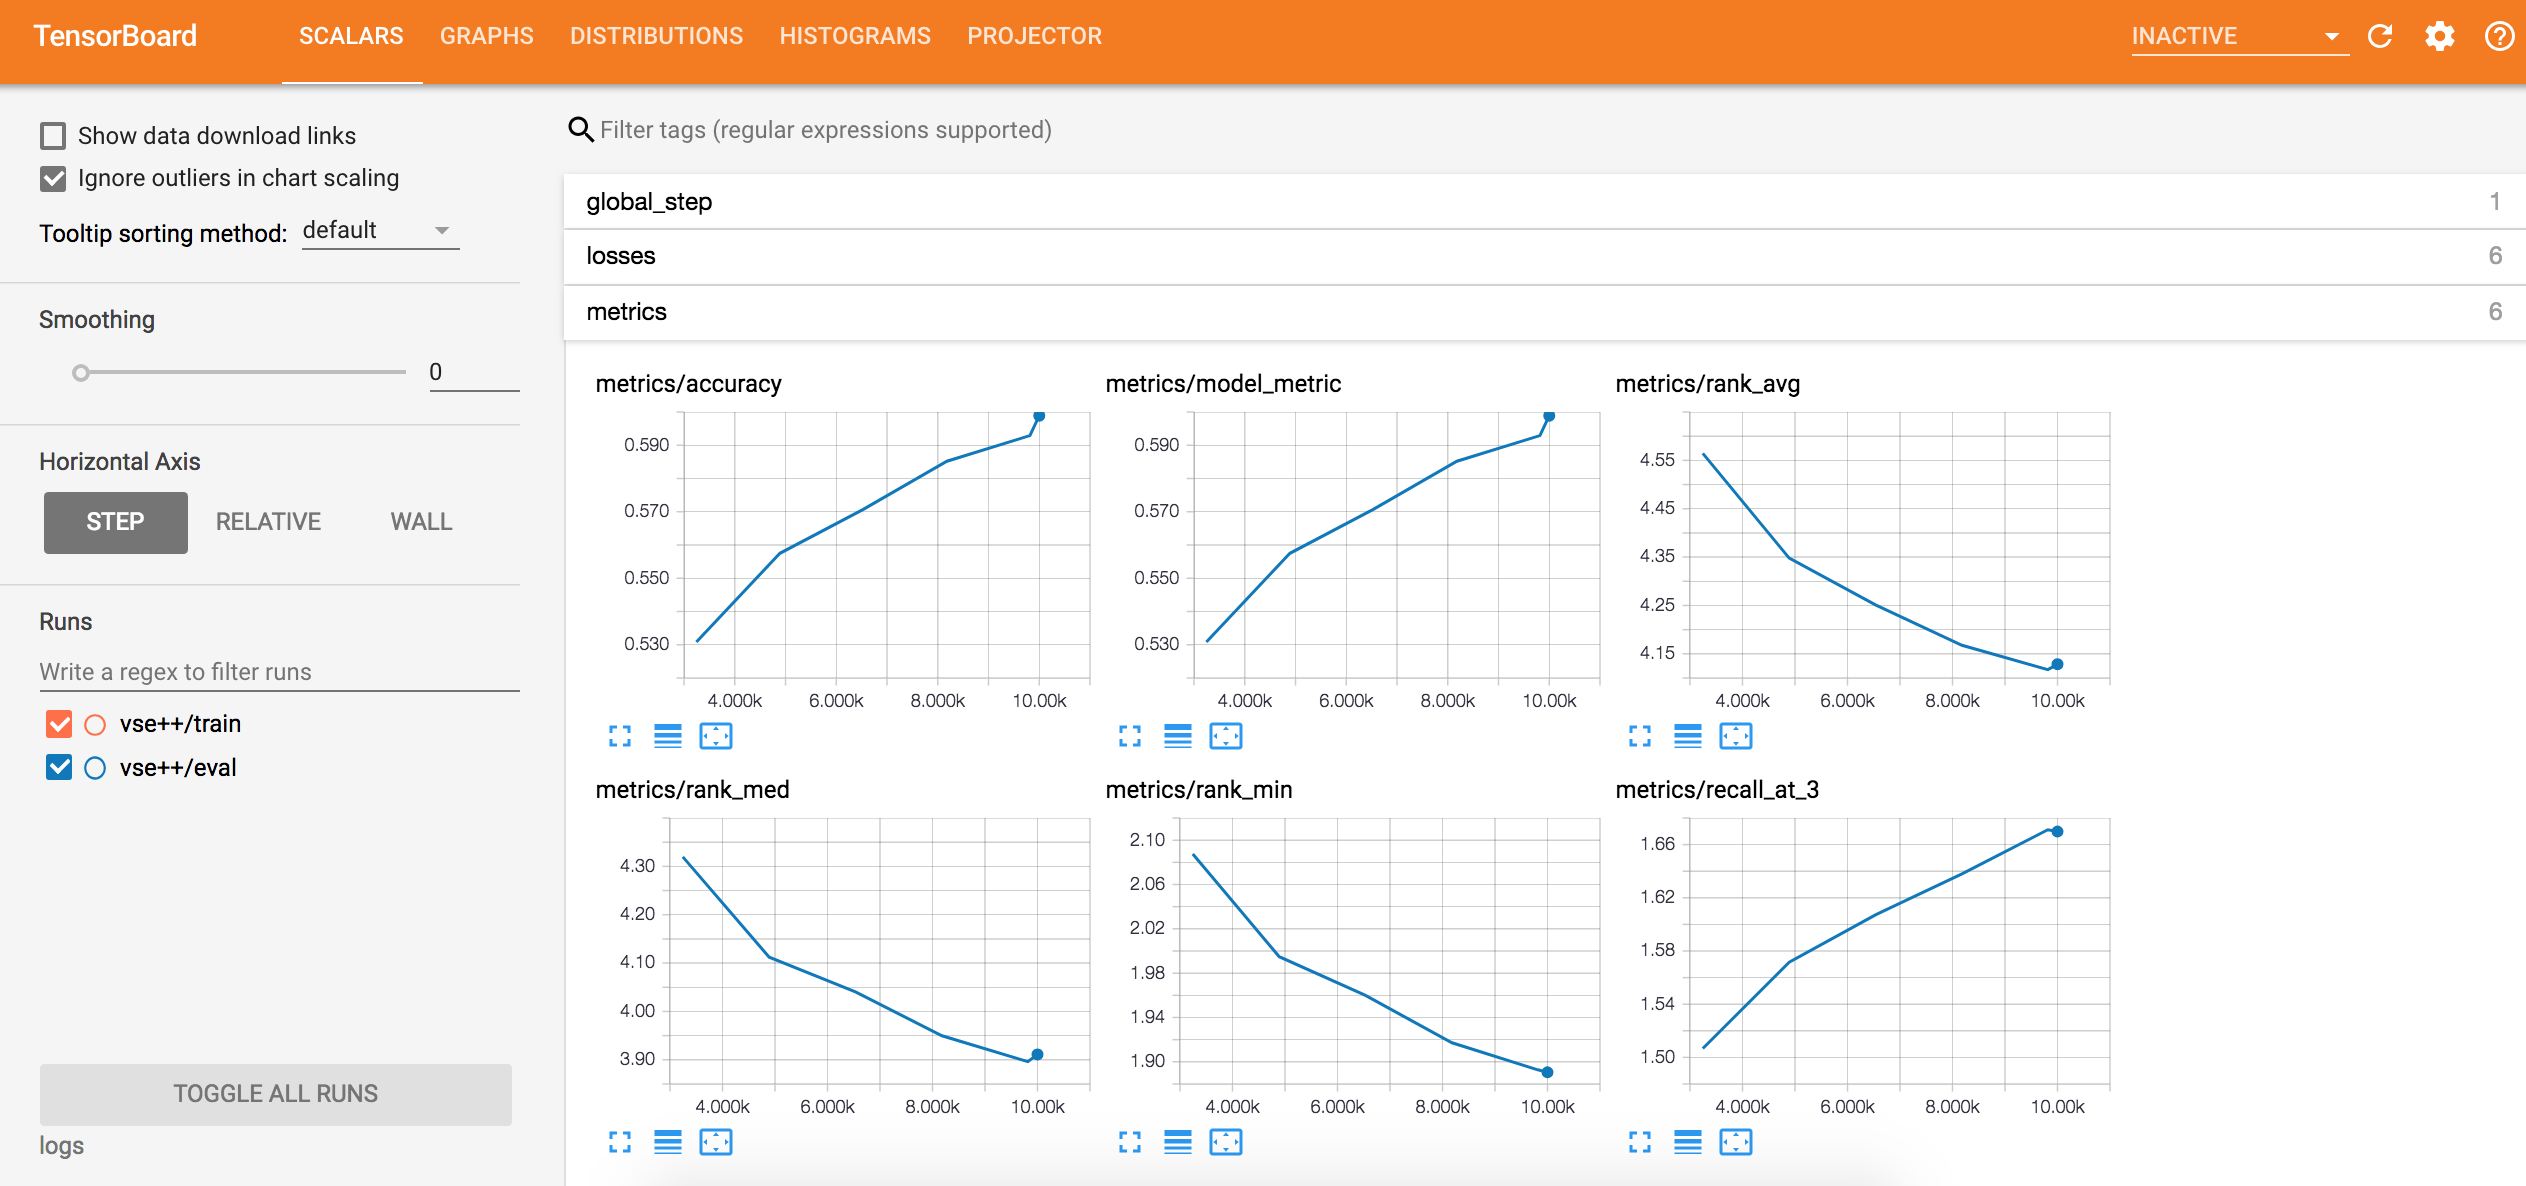 TensorBoard SCALARS GRAPHS DISTRIBUTIONS HISTOGRAMS PROJECTOR INACTIVE
Show data download links
Ignore outliers in chart scaling
Tooltip sorting method: default
Smoothing
0
Horizontal Axis
STEP RELATIVE WALL
Runs
Write a regex to filter runs
vse++/train
vse++/eval
TOGGLE ALL RUNS
logs
Filter tags (regular expressions supported)
global_step 1
losses 6
metrics 6
metrics/accuracy
0.590
0.570
0.550
0.530
4.000k 6.000k 8.000k 10.00k
metrics/model_metric
0.590
0.570
0.550
0.530
4.000k 6.000k 8.000k 10.00k
metrics/rank_avg
4.55
4.45
4.35
4.25
4.15
4.000k 6.000k 8.000k 10.00k
metrics/rank_med
4.30
4.20
4.10
4.00
3.90
4.000k 6.000k 8.000k 10.00k
metrics/rank_min
2.10
2.06
2.02
1.98
1.94
1.90
4.000k 6.000k 8.000k 10.00k
metrics/recall_at_3
1.66
1.62
1.58
1.54
1.50
4.000k 6.000k 8.000k 10.00k